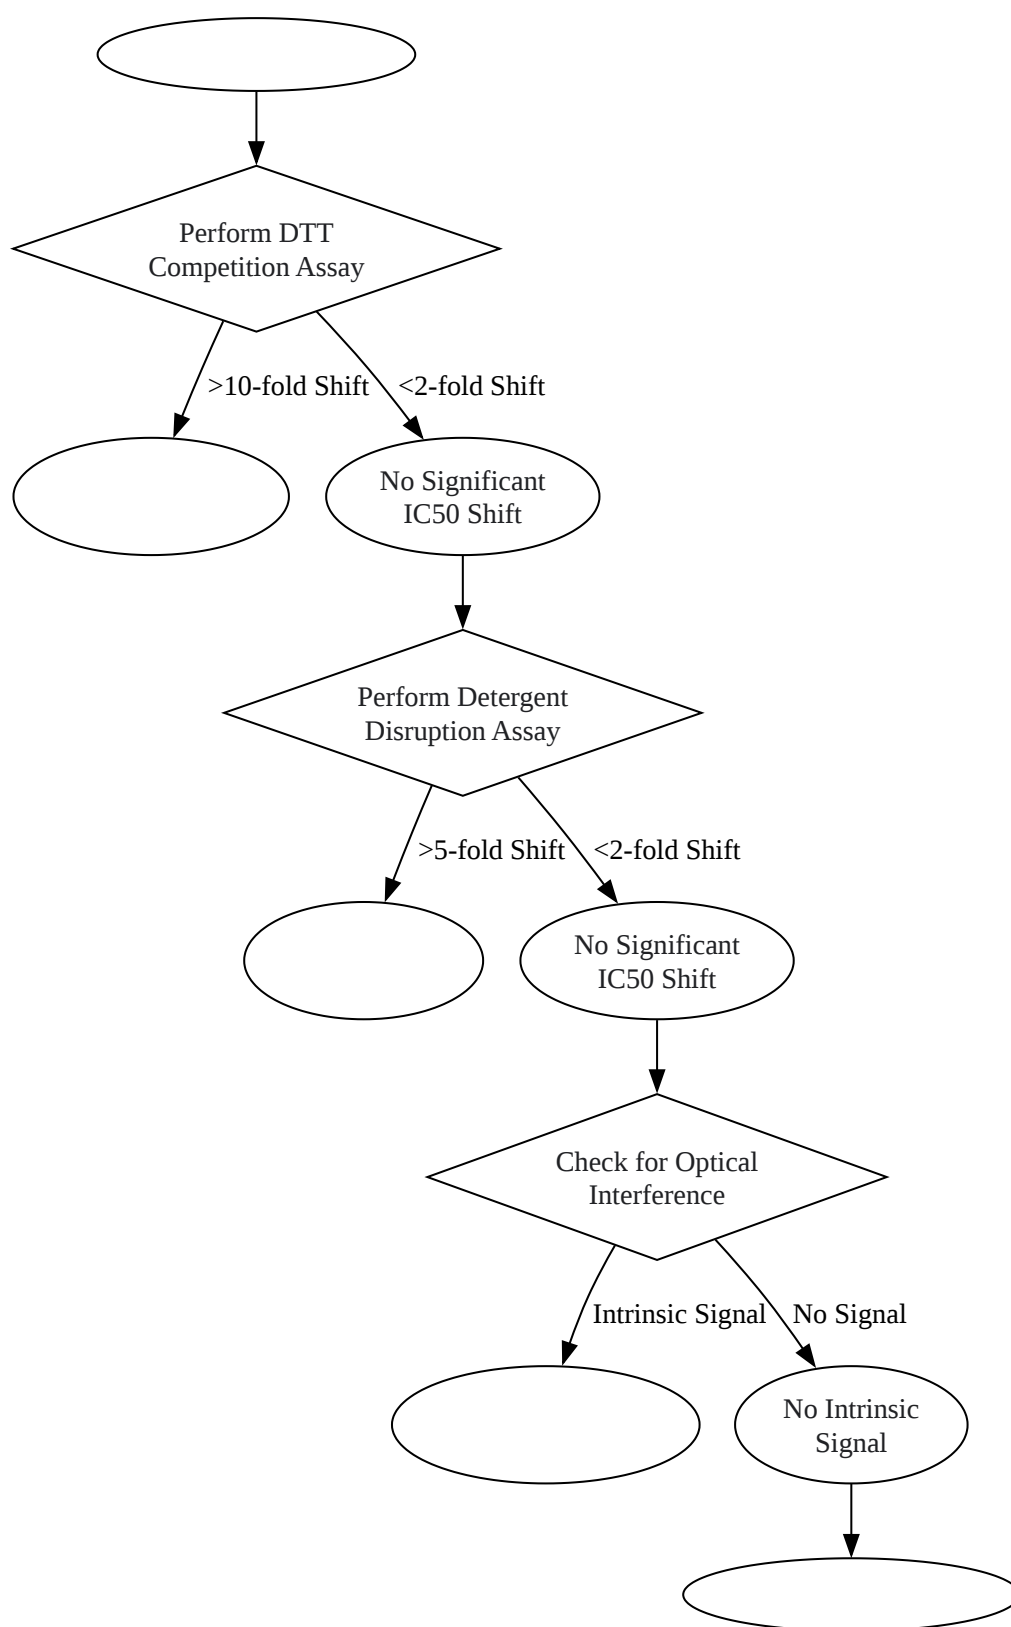 Perform DTT
Competition Assay
>10-fold Shift
<2-fold Shift
No Significant
IC50 Shift
Perform Detergent
Disruption Assay
>5-fold Shift
<2-fold Shift
No Significant
IC50 Shift
Check for Optical
Interference
Intrinsic Signal
No Signal
No Intrinsic
Signal